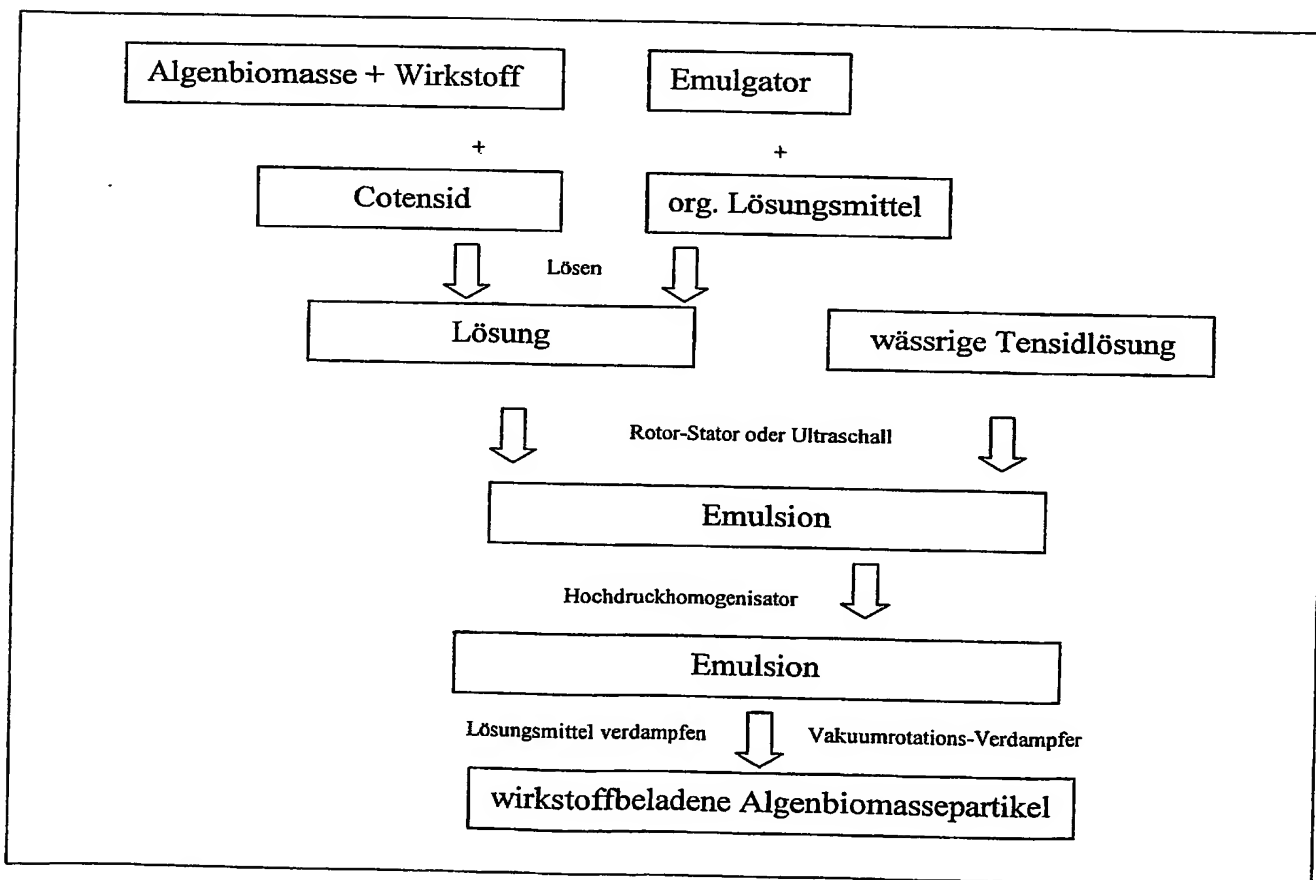 Algenbiomasse + Wirkstoff
Emulgator
+
+
Cotensid
org. Lösungsmittel
Lösen
Lösung
wässrige Tensidlösung
Rotor-Stator oder Ultraschall
Emulsion
Hochdruckhomogenisator
Emulsion
Lösungsmittel verdampfen
Vakuumrotations-Verdampfer
wirkstoffbeladene Algenbiomassepartikel